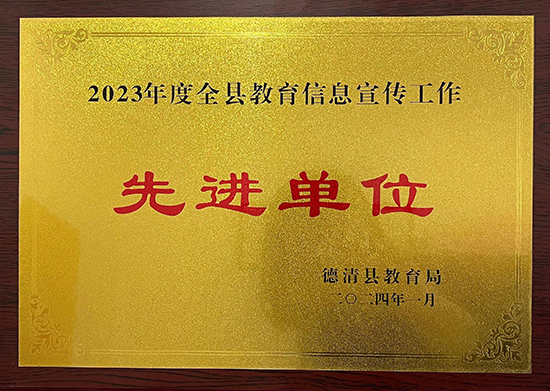 2023年度全县教育信息宣传工作
先进单位
德清县教育局
二〇二四年一月